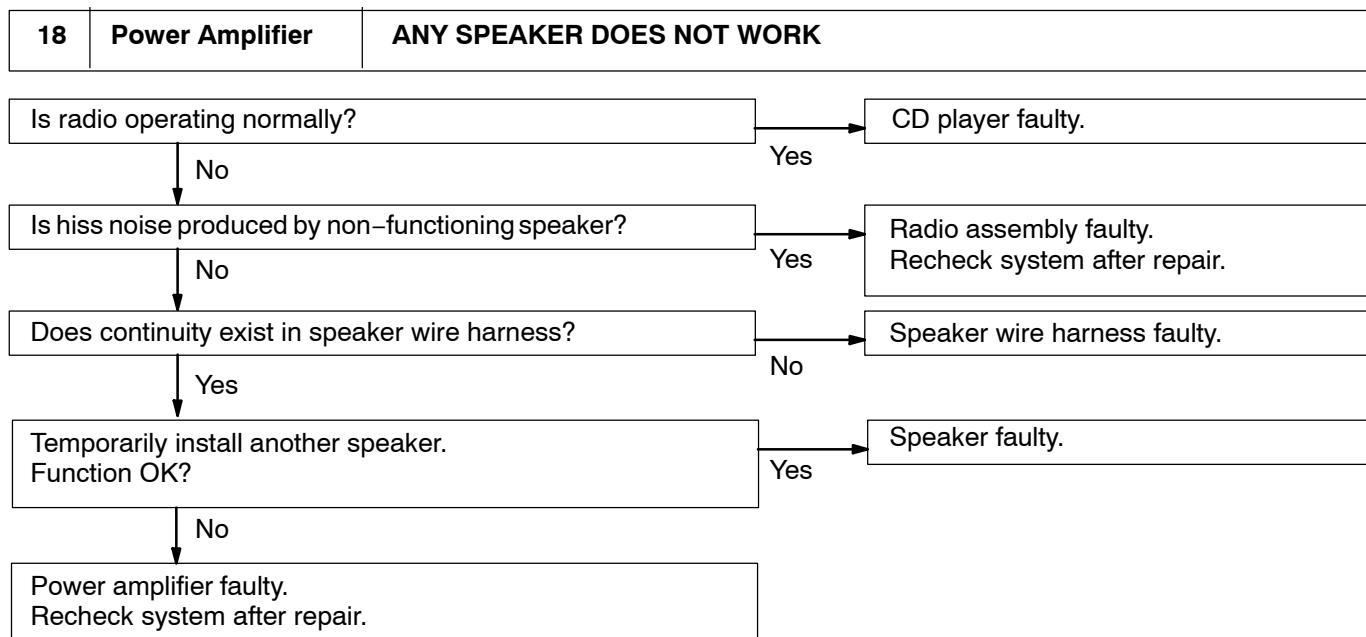 18 Power Amplifier ANY SPEAKER DOES NOT WORK
Is radio operating normally?
CD player faulty.
Yes
No
Is hiss noise produced by non−functioning speaker?
Radio assembly faulty.
Recheck system after repair.
Yes
No
Does continuity exist in speaker wire harness?
Speaker wire harness faulty.
No
Yes
Temporarily install another speaker.
Function OK?
Speaker faulty.
Yes
No
Power amplifier faulty.
Recheck system after repair.